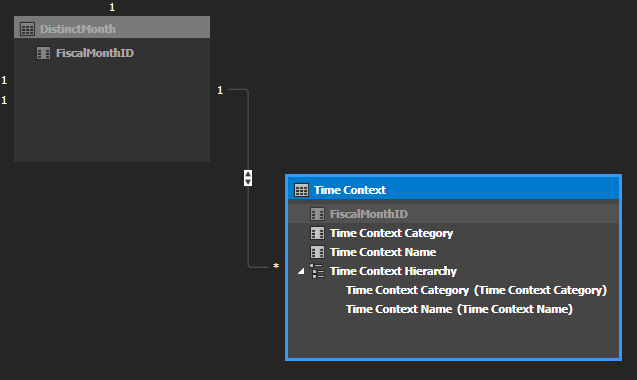 1
DistinctMonth
FiscalMonthID
1
1
1
*
Time Context
FiscalMonthID
Time Context Category
Time Context Name
Time Context Hierarchy
Time Context Category (Time Context Category)
Time Context Name (Time Context Name)